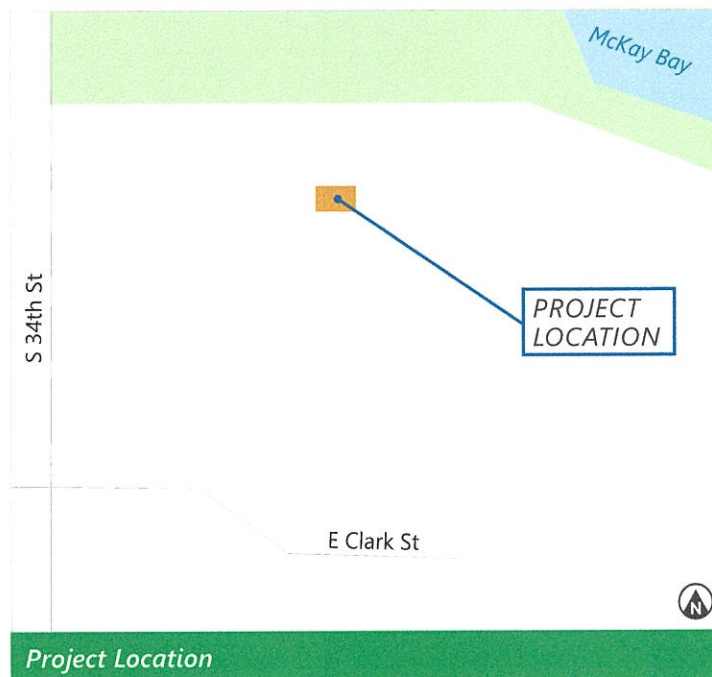 McKay Bay
S 34th St
PROJECT
LOCATION
E Clark St
N
Project Location